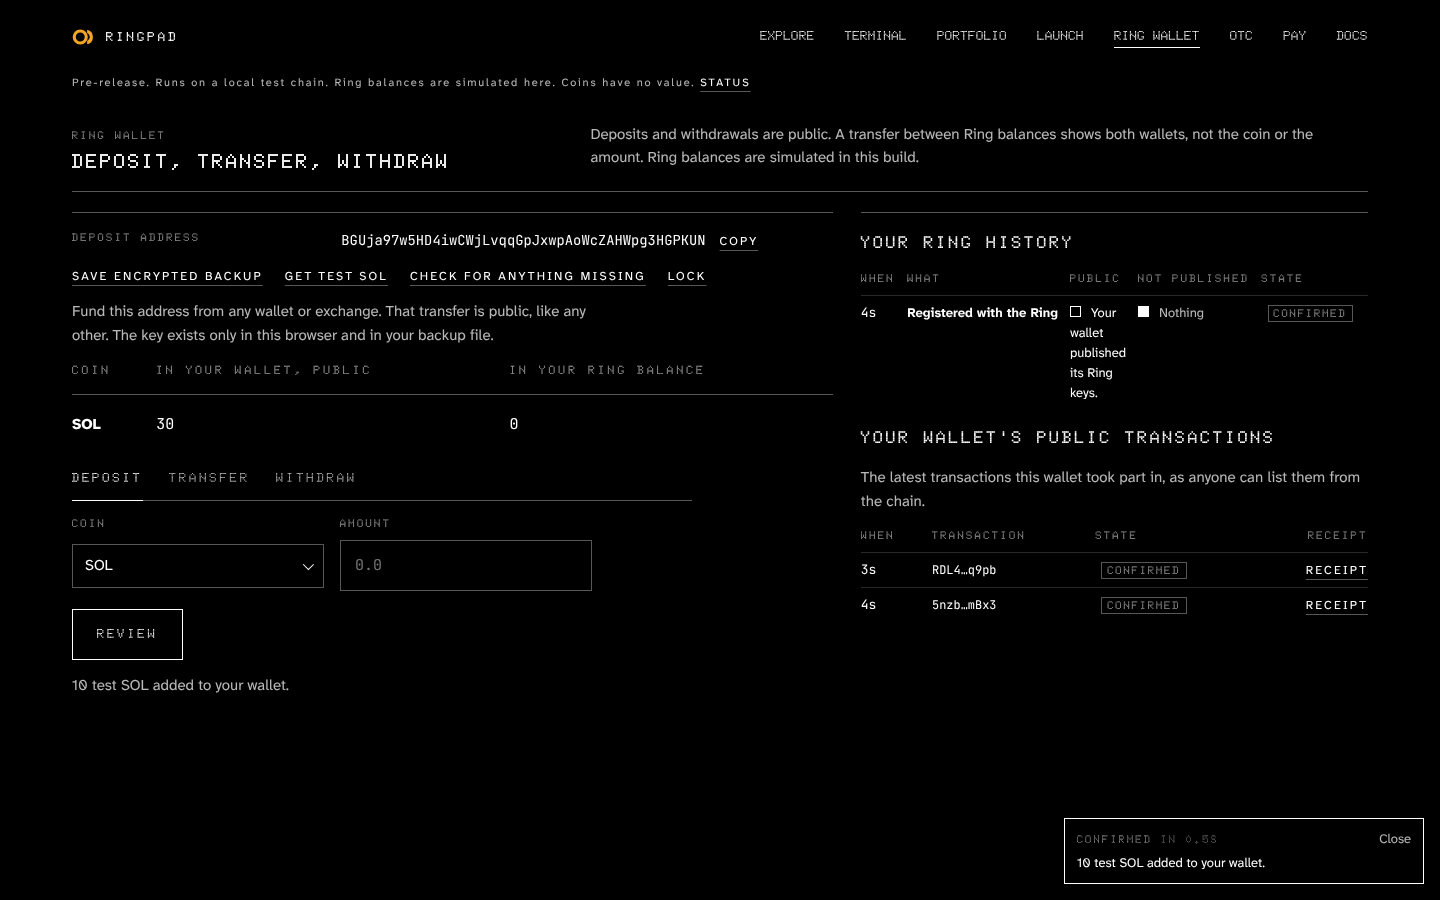 RINGPAD
EXPLORE TERMINAL PORTFOLIO LAUNCH RING WALLET OTC PAY DOCS
Pre-release. Runs on a local test chain. Ring balances are simulated here. Coins have no value. STATUS
RING WALLET
DEPOSIT, TRANSFER, WITHDRAW
Deposits and withdrawals are public. A transfer between Ring balances shows both wallets, not the coin or the
amount. Ring balances are simulated in this build.
DEPOSIT ADDRESS BGUja97w5HD4iwCWjLvqqGpJxwpAoWcZAHWpg3HGPKUN COPY
SAVE ENCRYPTED BACKUP GET TEST SOL CHECK FOR ANYTHING MISSING LOCK
Fund this address from any wallet or exchange. That transfer is public, like any
other. The key exists only in this browser and in your backup file.
COIN IN YOUR WALLET, PUBLIC IN YOUR RING BALANCE
SOL 30 0
DEPOSIT TRANSFER WITHDRAW
COIN AMOUNT
SOL 0.0
REVIEW
10 test SOL added to your wallet.
YOUR RING HISTORY
WHEN WHAT PUBLIC NOT PUBLISHED STATE
4s Registered with the Ring Your Nothing CONFIRMED
wallet
published
its Ring
keys.
YOUR WALLET'S PUBLIC TRANSACTIONS
The latest transactions this wallet took part in, as anyone can list them from
the chain.
WHEN TRANSACTION STATE RECEIPT
3s RDL4…q9pb CONFIRMED RECEIPT
4s 5nzb…mBx3 CONFIRMED RECEIPT
CONFIRMED IN 0.5S Close
10 test SOL added to your wallet.